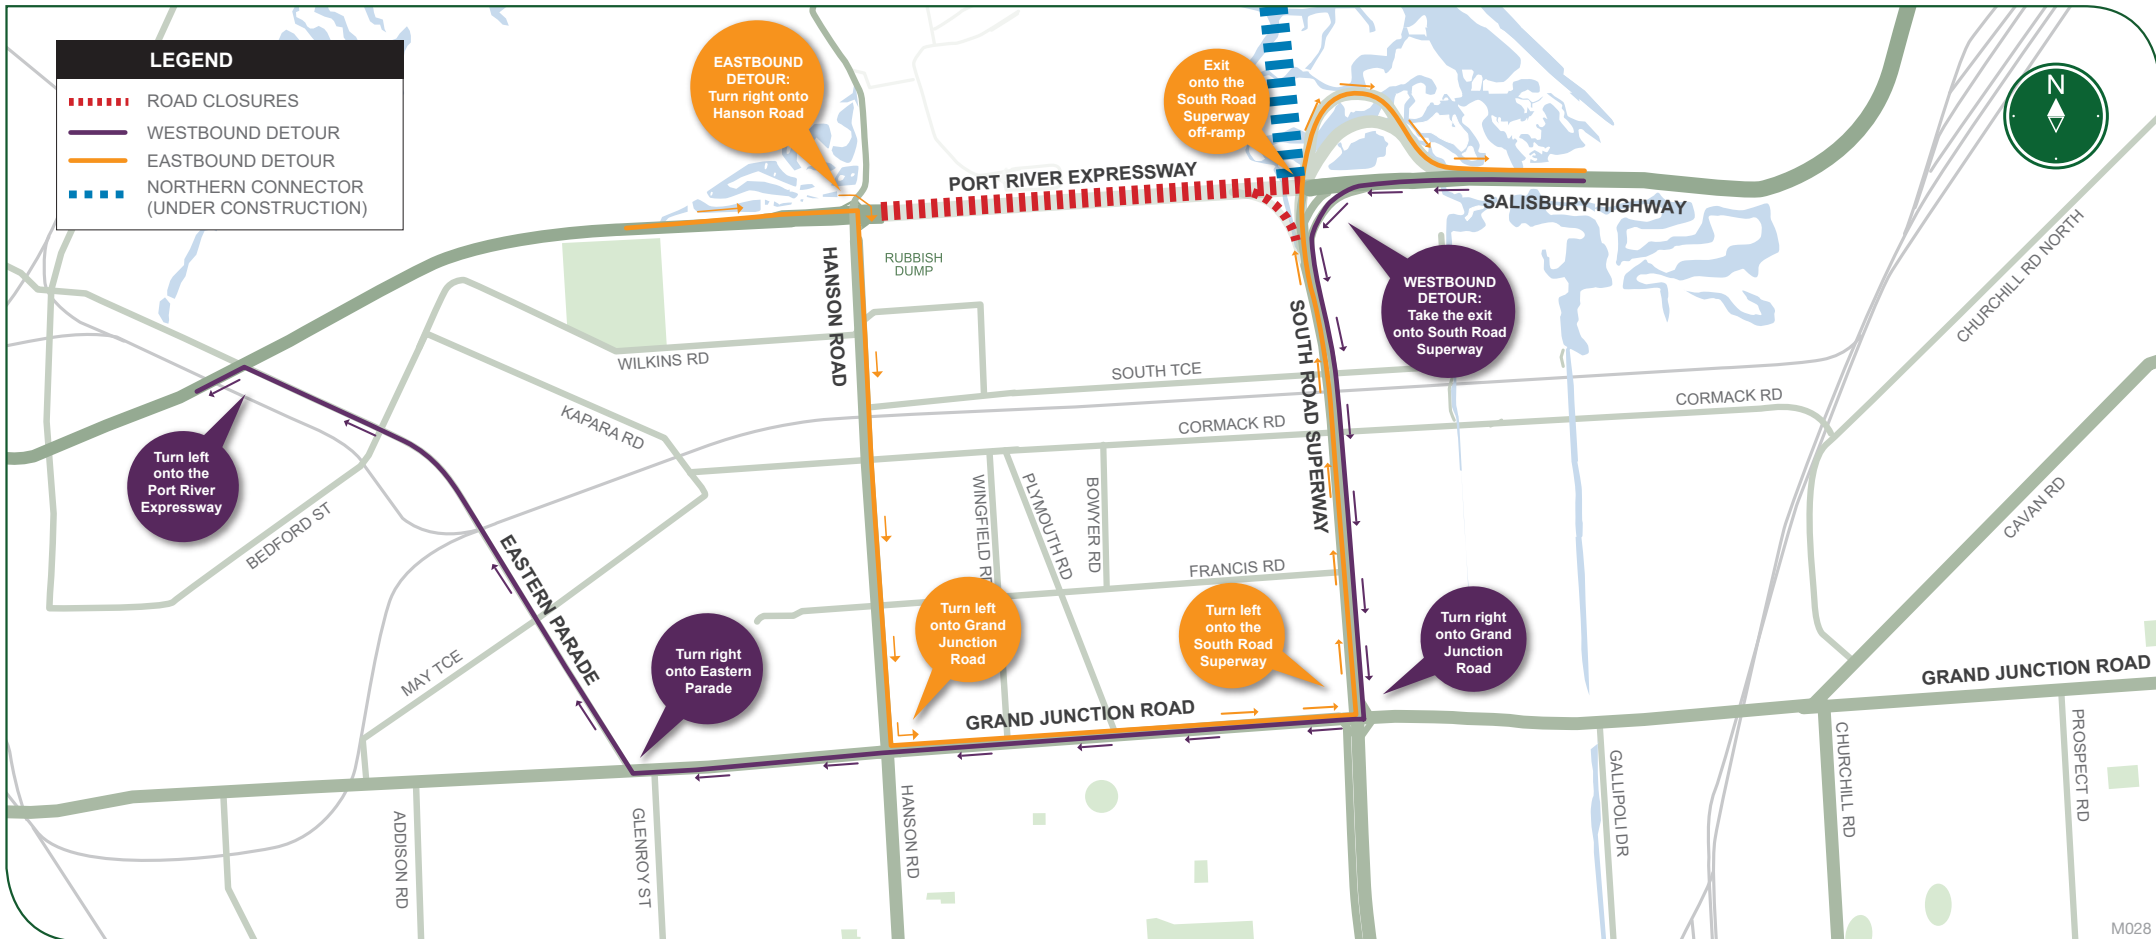 LEGEND
ROAD CLOSURES
WESTBOUND DETOUR
EASTBOUND DETOUR
NORTHERN CONNECTOR
(UNDER CONSTRUCTION)
EASTBOUND
DETOUR:
Turn right onto
Hanson Road
Exit
onto the
South Road
Superway
off-ramp
N
PORT RIVER EXPRESSWAY
SALISBURY HIGHWAY
CHURCHILL RD NORTH
RUBBISH
DUMP
HANSON ROAD
WESTBOUND
DETOUR:
Take the exit
onto South Road
Superway
SOUTH ROAD SUPERWAY
WILKINS RD
SOUTH TCE
CORMACK RD
KAPARA RD
CORMACK RD
Turn left
onto the
Port River
Expressway
BEDFORD ST
WINGFIELD RD
PLYMOUTH RD
BOWYER RD
CAVAN RD
EASTERN PARADE
FRANCIS RD
Turn left
onto Grand
Junction
Road
Turn left
onto the
South Road
Superway
Turn right
onto Grand
Junction
Road
Turn right
onto Eastern
Parade
MAY TCE
GRAND JUNCTION ROAD
GRAND JUNCTION ROAD
ADDISON RD
GLENROY ST
HANSON RD
GALLIPOLI DR
CHURCHILL RD
PROSPECT RD
M028